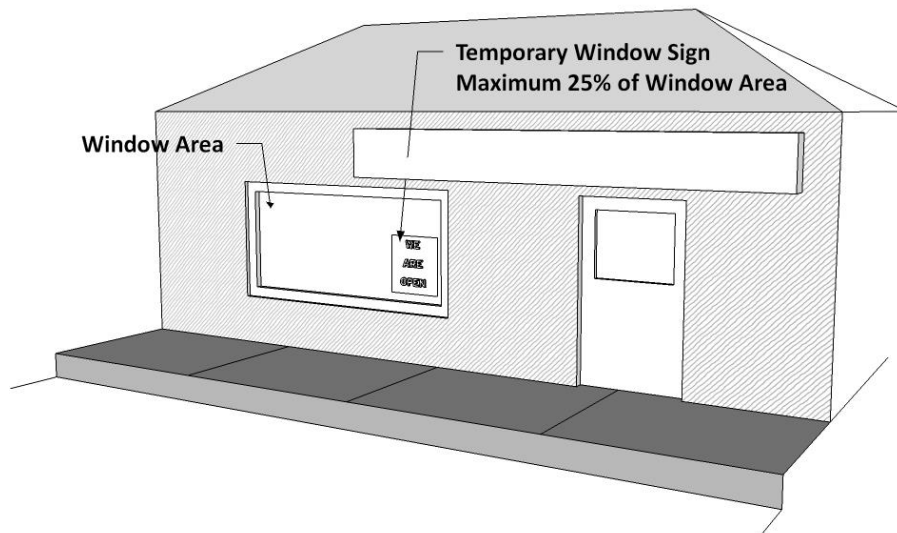 Temporary Window Sign
Maximum 25% of Window Area
Window Area
WE
ARE
OPEN